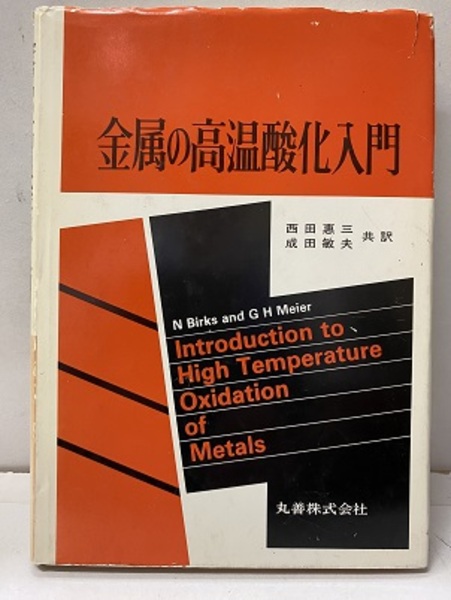 金属の高温酸化入門
西田恵三
成田敏夫
共訳
N Birks and G H Meier
Introduction to
High Temperature
Oxidation
of
Metals
丸善株式会社